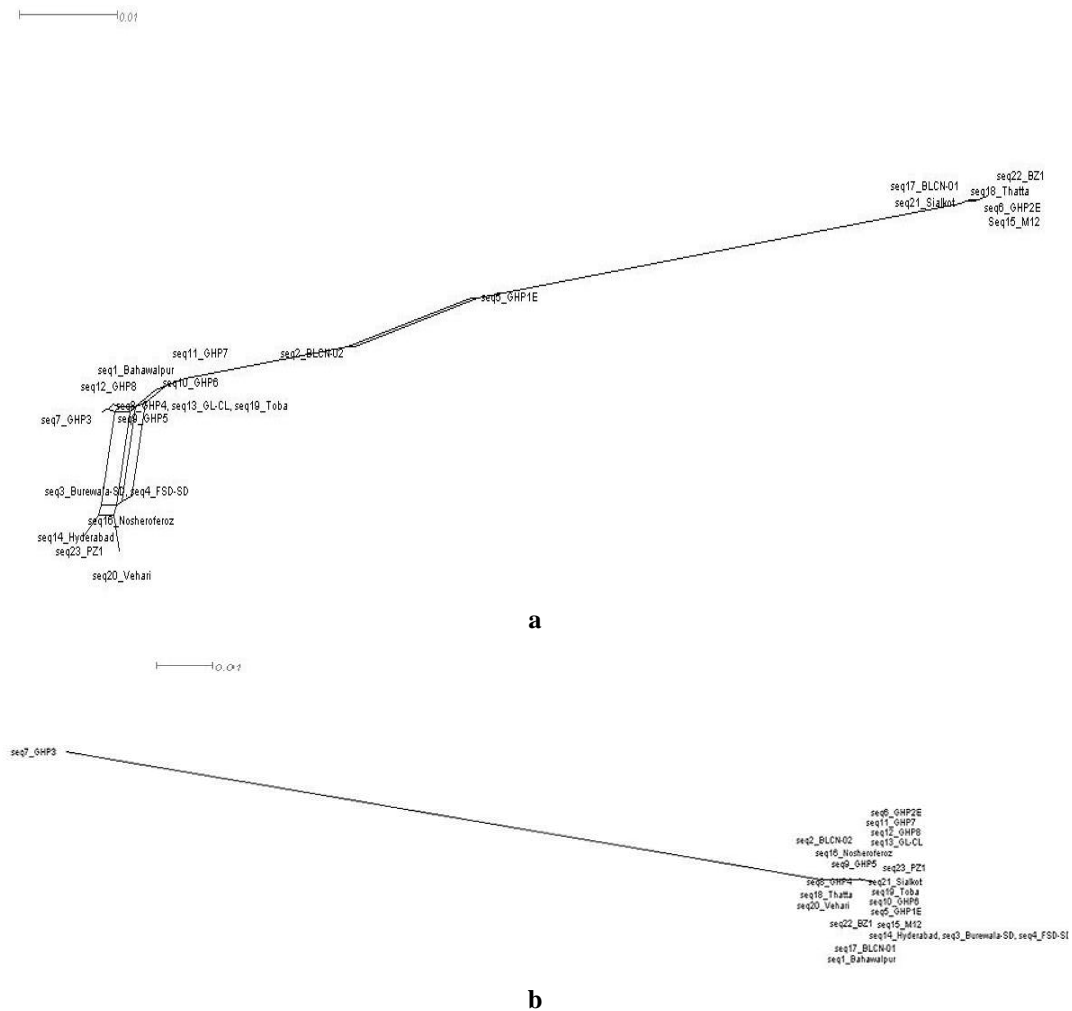 0.01
seq22_BZ1
seq17_BLCN-01
seq18_Thatta
seq21_Sialkot
seq6_GHP2E
Seq15_M12
seq5_GHP1E
seq11_GHP7
seq2_BLCN-02
seq1_Bahawalpur
seq12_GHP8
seq10_GHP6
seq8_GHP4, seq13_GL-CL, seq19_Toba
seq7_GHP3
seq9_GHP5
seq3_Burewala-SD, seq4_FSD-SD
seq16_Nosheroferoz
seq14_Hyderabad
seq23_PZ1
seq20_Vehari
a
0.01
seq7_GHP3
seq6_GHP2E
seq11_GHP7
seq12_GHP8
seq2_BLCN-02
seq13_GL-CL
seq16_Nosheroferoz
seq9_GHP5
seq23_PZ1
seq8_GHP4
seq21_Sialkot
seq18_Thatta
seq19_Toba
seq20_Vehari
seq10_GHP6
seq5_GHP1E
seq22_BZ1
seq15_M12
seq14_Hyderabad, seq3_Burewala-SD, seq4_FSD-SD
seq17_BLCN-01
seq1_Bahawalpur
b